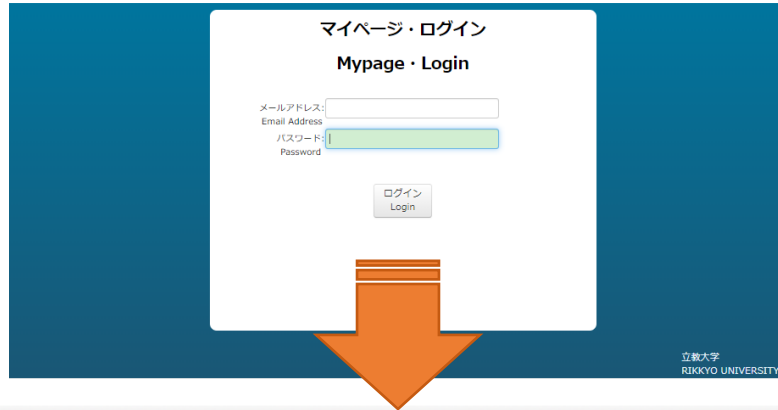 マイページ・ログイン
Mypage・Login
メールアドレス:
Email Address
パスワード:
Password
ログイン
Login
立教大学
RIKKYO UNIVERSITY